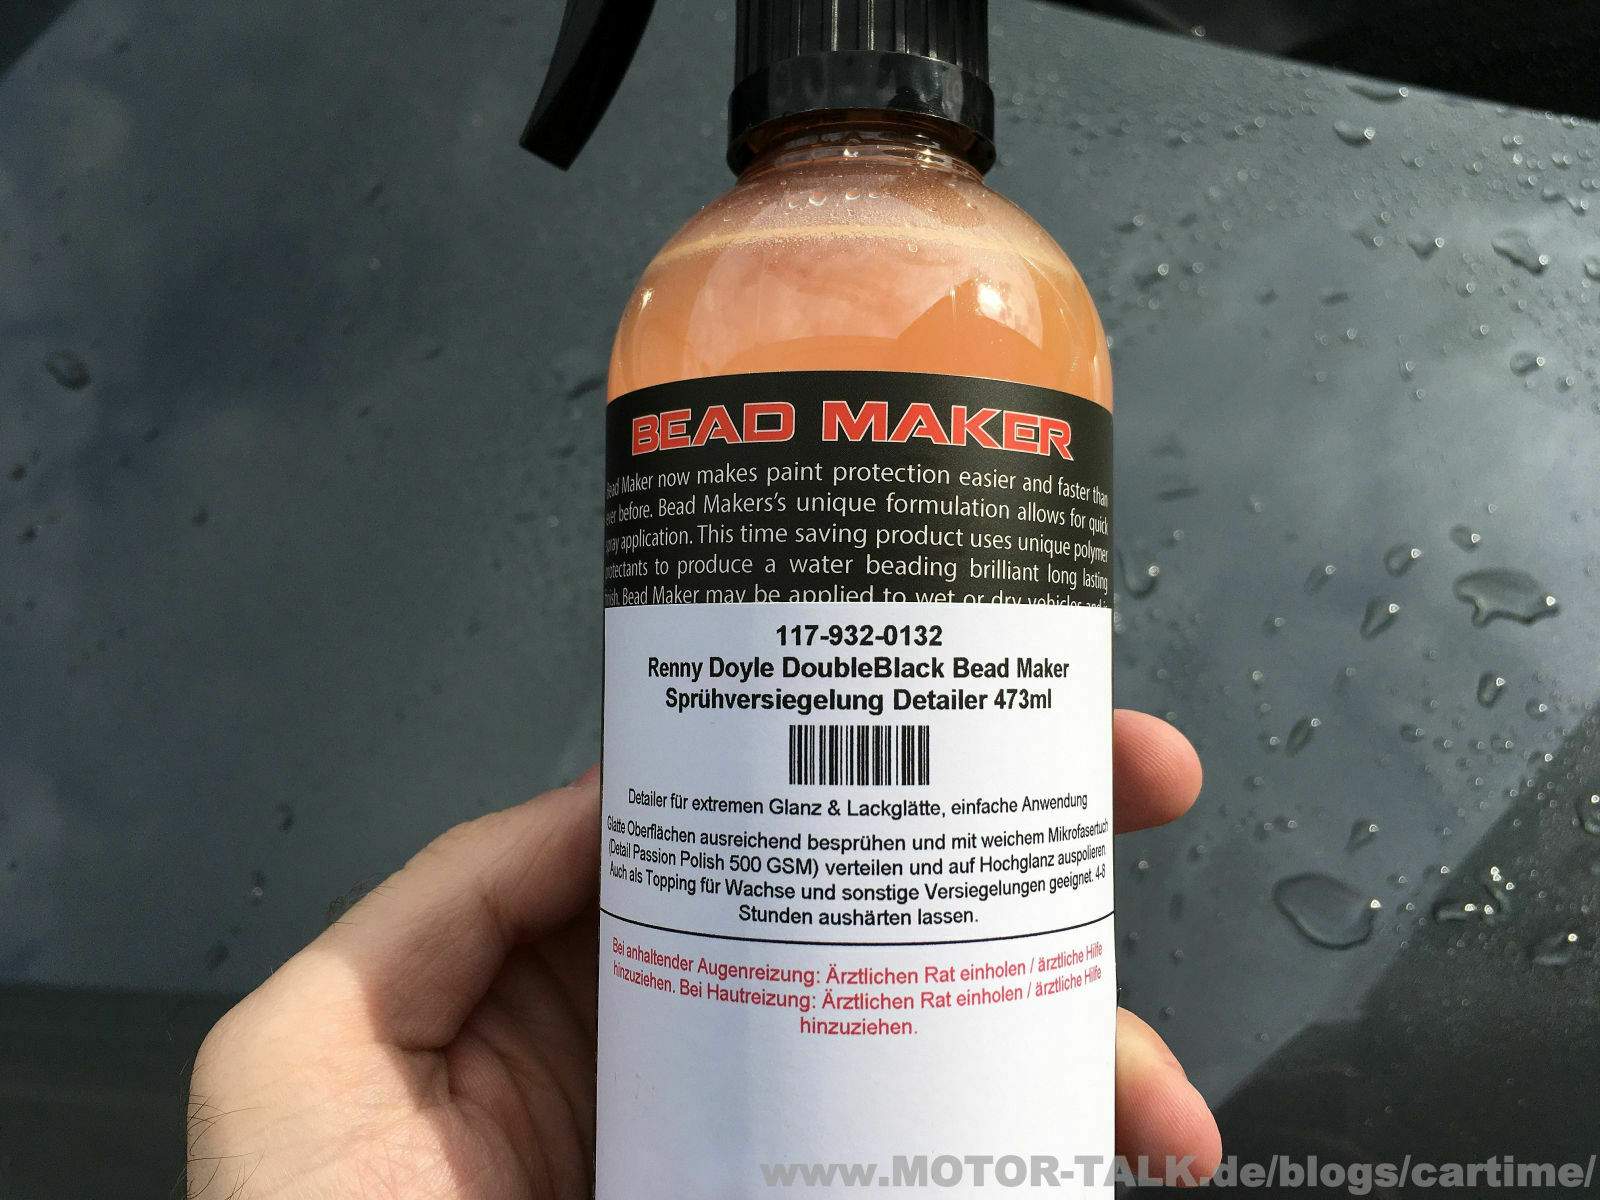 BEAD MAKER
Bead Maker now makes paint protection easier and faster than
ever before. Bead Makers's unique formulation allows for quick
spray application. This time saving product uses unique polymer
protectants to produce a water beading brilliant long lasting
finish. Bead Maker may be applied to wet or dry vehicles and
117-932-0132
Renny Doyle DoubleBlack Bead Maker
Sprühversiegelung Detailer 473ml
Detailer für extremen Glanz & Lackglätte, einfache Anwendung
Glatte Oberflächen ausreichend besprühen und mit weichem Mikrofasertuch
(Detail Passion Polish 500 GSM) verteilen und auf Hochglanz auspolieren.
Auch als Topping für Wachse und sonstige Versiegelungen geeignet. 4-8
Stunden aushärten lassen.
Bei anhaltender Augenreizung: Ärztlichen Rat einholen / ärztliche Hilfe
hinzuziehen. Bei Hautreizung: Ärztlichen Rat einholen / ärztliche Hilfe
hinzuziehen.
www.MOTOR-TALK.de/blogs/cartime/